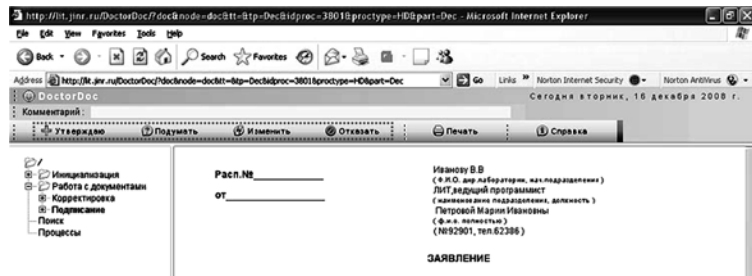 http://lit.jinr.ru/DoctorDoc/?doc&node=doc&tt=&tp=Dec&idproc=3801&proctype=HD&part=Dec - Microsoft Internet Explorer
File Edit View Favorites Tools Help
Back Search Favorites
Address http://lit.jinr.ru/DoctorDoc/?doc&node=doc&tt=&tp=Dec&idproc=3801&proctype=HD&part=Dec Go Links » Norton Internet Security Norton AntiVirus
DoctorDoc Сегодня вторник, 16 декабря 2008 г.
Комментарий:
Утверждаю Подумать Изменить Отказать Печать Справка
/
Инициализация
Работа с документами
Корректировка
Подписание
Поиск
Процессы
Расп.№__________
от______________
Иванову В.В
( Ф.И.О. дир.лаборатории, нач.подразделения )
ЛИТ,ведущий программист
( наименование подразделения, должность )
Петровой Марии Ивановны
( ф.и.о. полностью )
( №92901, тел.62386 )
ЗАЯВЛЕНИЕ